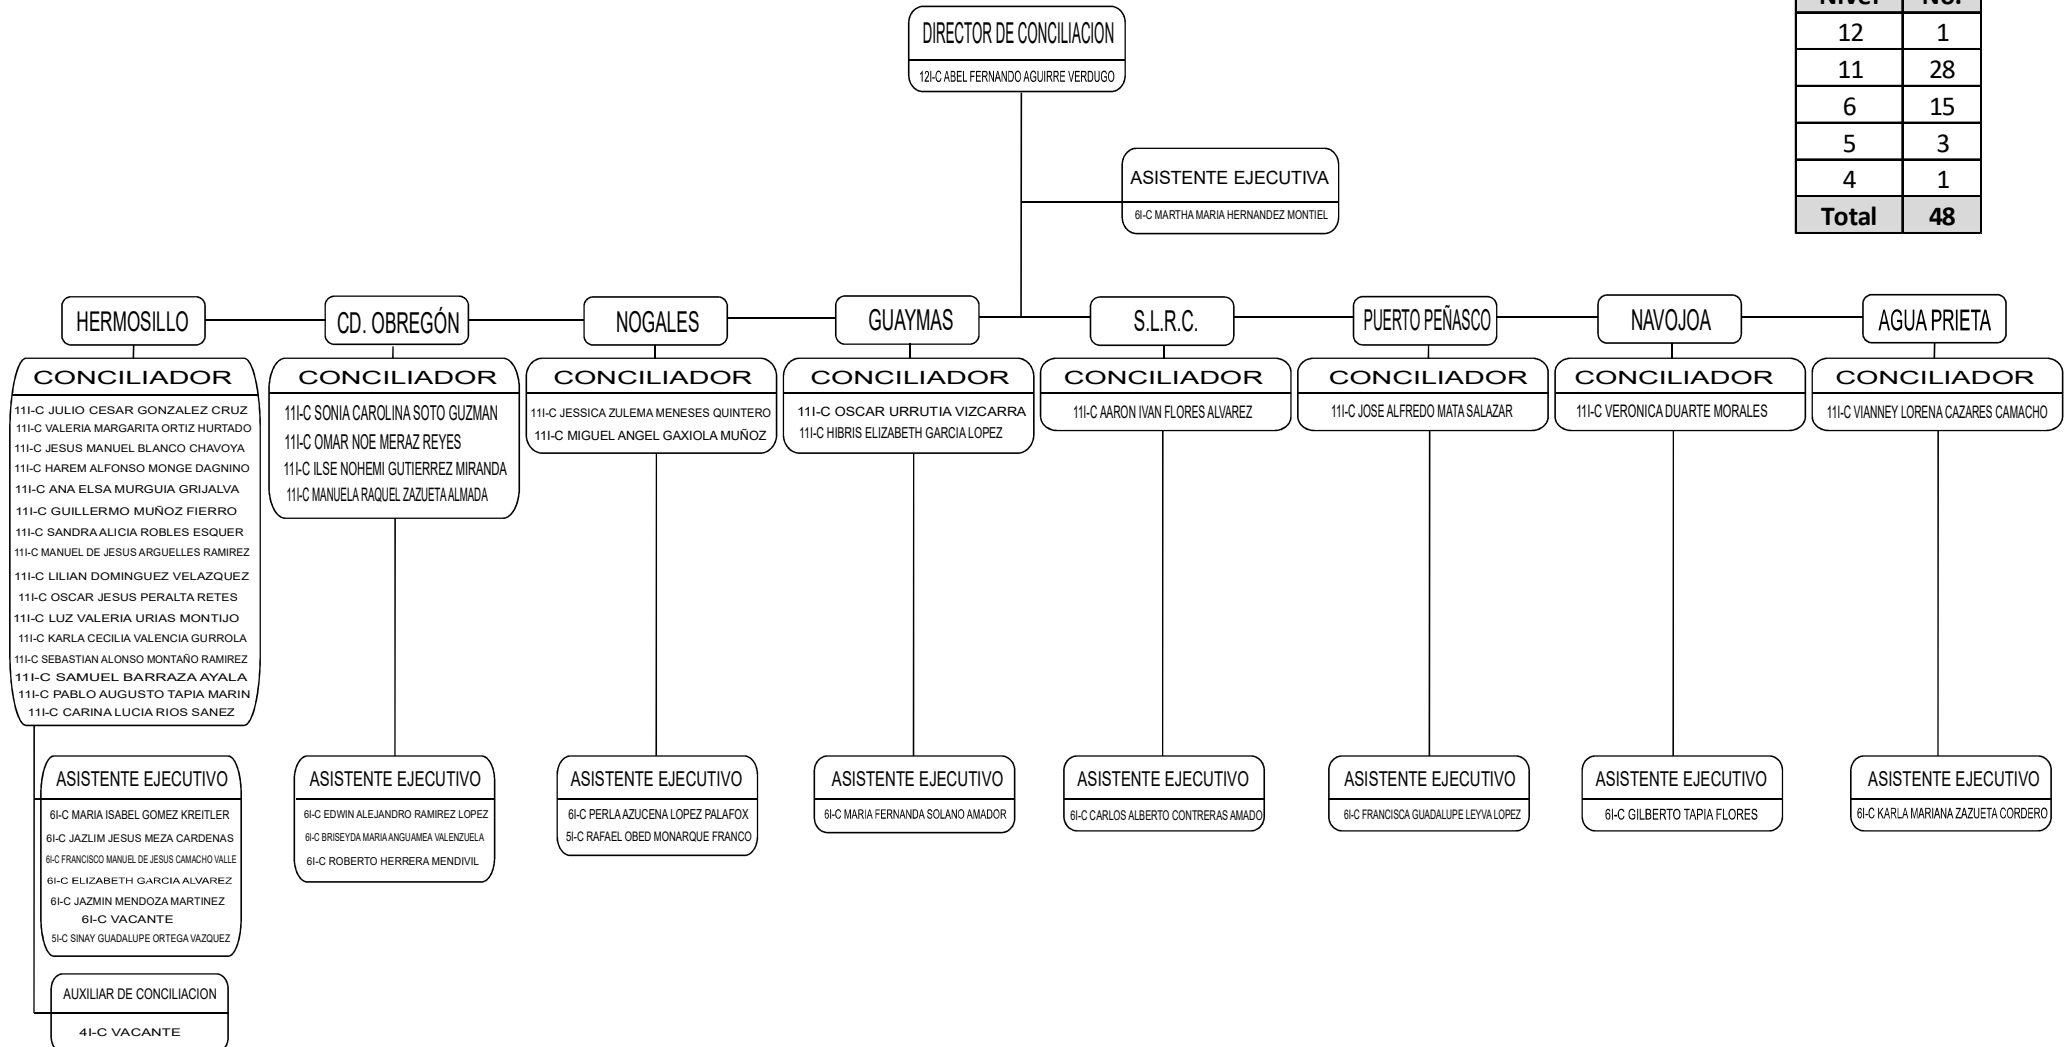 DIRECTOR DE CONCILIACION
12I-C ABEL FERNANDO AGUIRRE VERDUGO
Nivel No.
12 1
11 28
6 15
5 3
4 1
Total 48
ASISTENTE EJECUTIVA
6I-C MARTHA MARIA HERNANDEZ MONTIEL
HERMOSILLO
CONCILIADOR
11I-C JULIO CESAR GONZALEZ CRUZ
11I-C VALERIA MARGARITA ORTIZ HURTADO
11I-C JESUS MANUEL BLANCO CHAVOYA
11I-C HAREM ALFONSO MONGE DAGNINO
11I-C ANA ELSA MURGUIA GRIJALVA
11I-C GUILLERMO MUÑOZ FIERRO
11I-C SANDRA ALICIA ROBLES ESQUER
11I-C MANUEL DE JESUS ARGUELLES RAMIREZ
11I-C LILIAN DOMINGUEZ VELAZQUEZ
11I-C OSCAR JESUS PERALTA RETES
11I-C LUZ VALERIA URIAS MONTIJO
11I-C KARLA CECILIA VALENCIA GURROLA
11I-C SEBASTIAN ALONSO MONTAÑO RAMIREZ
11I-C SAMUEL BARRAZA AYALA
11I-C PABLO AUGUSTO TAPIA MARIN
11I-C CARINA LUCIA RIOS SANEZ
ASISTENTE EJECUTIVO
6I-C MARIA ISABEL GOMEZ KREITLER
6I-C JAZLIM JESUS MEZA CARDENAS
6I-C FRANCISCO MANUEL DE JESUS CAMACHO VALLE
6I-C ELIZABETH GARCIA ALVAREZ
6I-C JAZMIN MENDOZA MARTINEZ
6I-C VACANTE
5I-C SINAY GUADALUPE ORTEGA VAZQUEZ
AUXILIAR DE CONCILIACION
4I-C VACANTE
CD. OBREGÓN
CONCILIADOR
11I-C SONIA CAROLINA SOTO GUZMAN
11I-C OMAR NOE MERAZ REYES
11I-C ILSE NOHEMI GUTIERREZ MIRANDA
11I-C MANUELA RAQUEL ZAZUETA ALMADA
ASISTENTE EJECUTIVO
6I-C EDWIN ALEJANDRO RAMIREZ LOPEZ
6I-C BRISEYDA MARIA ANGUAMEA VALENZUELA
6I-C ROBERTO HERRERA MENDIVIL
NOGALES
CONCILIADOR
11I-C JESSICA ZULEMA MENESES QUINTERO
11I-C MIGUEL ANGEL GAXIOLA MUÑOZ
ASISTENTE EJECUTIVO
6I-C PERLA AZUCENA LOPEZ PALAFOX
5I-C RAFAEL OBED MONARQUE FRANCO
GUAYMAS
CONCILIADOR
11I-C OSCAR URRUTIA VIZCARRA
11I-C HIBRIS ELIZABETH GARCIA LOPEZ
ASISTENTE EJECUTIVO
6I-C MARIA FERNANDA SOLANO AMADOR
S.L.R.C.
CONCILIADOR
11I-C AARON IVAN FLORES ALVAREZ
ASISTENTE EJECUTIVO
6I-C CARLOS ALBERTO CONTRERAS AMADO
PUERTO PEÑASCO
CONCILIADOR
11I-C JOSE ALFREDO MATA SALAZAR
ASISTENTE EJECUTIVO
6I-C FRANCISCA GUADALUPE LEYVA LOPEZ
NAVOJOA
CONCILIADOR
11I-C VERONICA DUARTE MORALES
ASISTENTE EJECUTIVO
6I-C GILBERTO TAPIA FLORES
AGUA PRIETA
CONCILIADOR
11I-C VIANNEY LORENA CAZARES CAMACHO
ASISTENTE EJECUTIVO
6I-C KARLA MARIANA ZAZUETA CORDERO